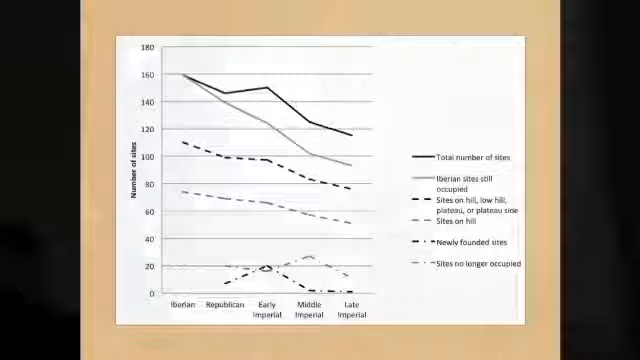 180
160
140
120
100
80
60
40
20
0
Number of sites
Iberian Republican Early Imperial Middle Imperial Late Imperial
Total number of sites
Iberian sites still
occupied
Sites on hill, low hill,
plateau, or plateau side
Sites on hill
Newly founded sites
Sites no longer occupied